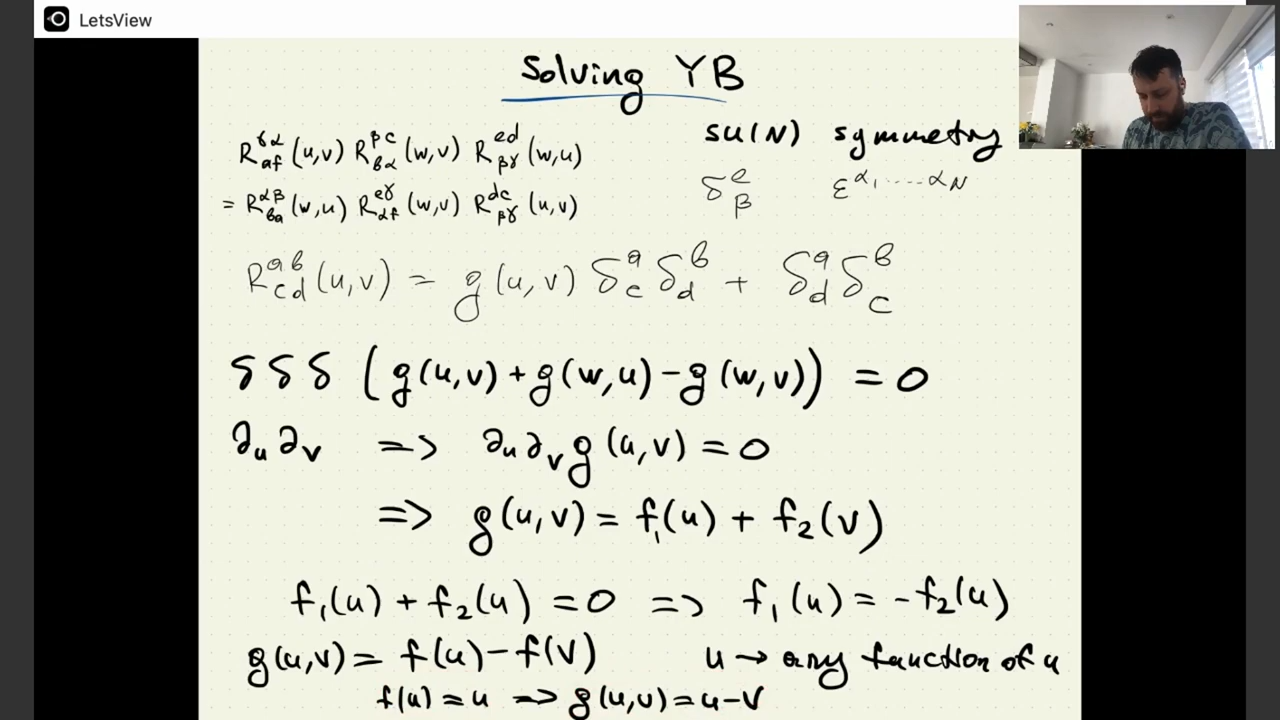 LetsView
Solving YB
R^{γα}_{af}(u,v) R^{βc}_{bα}(w,v) R^{ed}_{βγ}(w,u)
= R^{αβ}_{ba}(w,u) R^{eγ}_{αf}(w,v) R^{dc}_{βγ}(u,v)
su(N) symmetry
δ^e_β ε^{α_1.....α_N}
R^{ab}_{cd}(u,v) = g(u,v) δ^a_c δ^b_d + δ^a_d δ^b_c
δ δ δ (g(u,v) + g(w,u) - g(w,v)) = 0
∂_u ∂_v => ∂_u ∂_v g(u,v) = 0
=> g(u,v) = f_1(u) + f_2(v)
f_1(u) + f_2(u) = 0 => f_1(u) = -f_2(u)
g(u,v) = f(u) - f(v) u → any function of u
f(u) = u => g(u,v) = u-v